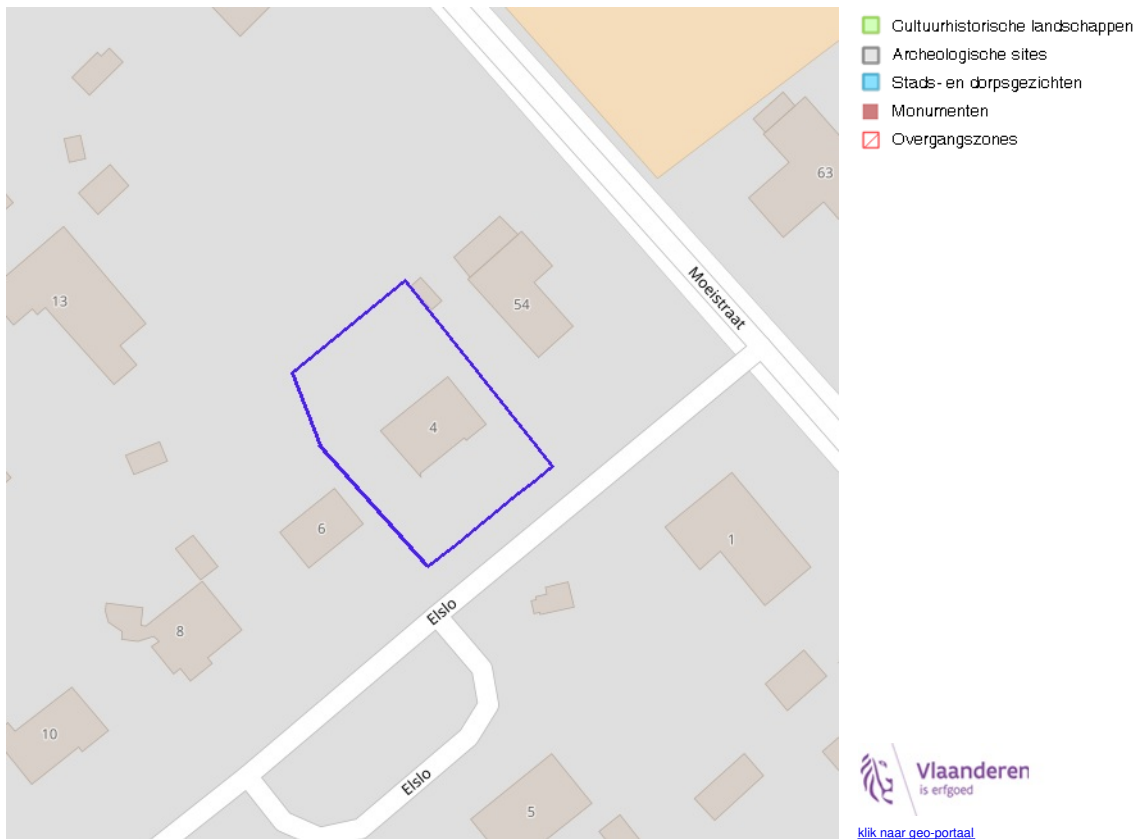 Cultuurhistorische landschappen
Archeologische sites
Stads- en dorpsgezichten
Monumenten
Overgangszones
63
13
54
Moeistraat
4
6
1
Elslo
8
10
Elslo
5
Vlaanderen
is erfgoed
klik naar geo-portaal